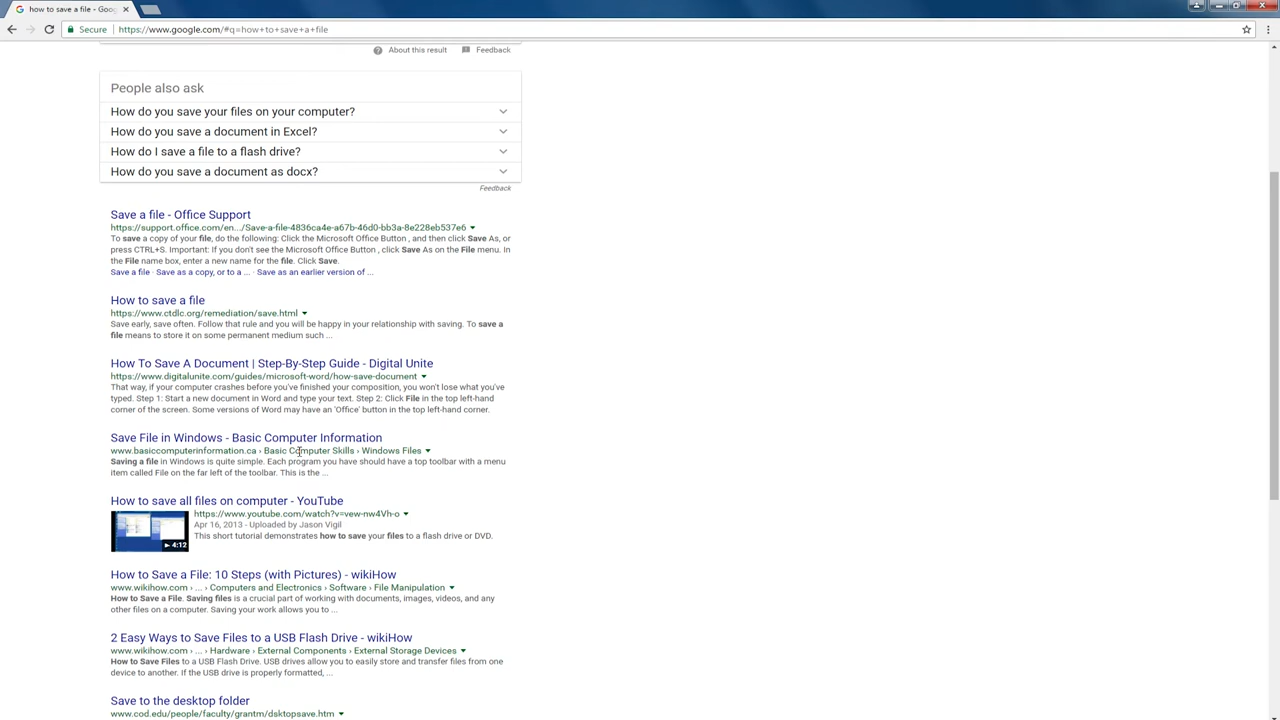 how to save a file - Goog
Secure https://www.google.com/#q=how+to+save+a+file
About this result Feedback
People also ask
How do you save your files on your computer?
How do you save a document in Excel?
How do I save a file to a flash drive?
How do you save a document as docx?
Feedback
Save a file - Office Support
https://support.office.com/en.../Save-a-file-4836ca4e-a67b-46d0-bb3a-8e228eb537e6
To save a copy of your file, do the following: Click the Microsoft Office Button , and then click Save As, or
press CTRL+S. Important: If you don't see the Microsoft Office Button , click Save As on the File menu. In
the File name box, enter a new name for the file. Click Save.
Save a file · Save as a copy, or to a ... · Save as an earlier version of ...
How to save a file
https://www.ctdlc.org/remediation/save.html
Save early, save often. Follow that rule and you will be happy in your relationship with saving. To save a
file means to store it on some permanent medium such ...
How To Save A Document | Step-By-Step Guide - Digital Unite
https://www.digitalunite.com/guides/microsoft-word/how-save-document
That way, if your computer crashes before you've finished your composition, you won't lose what you've
typed. Step 1: Start a new document in Word and type your text. Step 2: Click File in the top left-hand
corner of the screen. Some versions of Word may have an 'Office' button in the top left-hand corner.
Save File in Windows - Basic Computer Information
www.basiccomputerinformation.ca › Basic Computer Skills › Windows Files
Saving a file in Windows is quite simple. Each program you have should have a top toolbar with a menu
item called File on the far left of the toolbar. This is the ...
How to save all files on computer - YouTube
https://www.youtube.com/watch?v=vew-nw4Vh-o
Apr 16, 2013 - Uploaded by Jason Vigil
This short tutorial demonstrates how to save your files to a flash drive or DVD.
4:12
How to Save a File: 10 Steps (with Pictures) - wikiHow
www.wikihow.com › ... › Computers and Electronics › Software › File Manipulation
How to Save a File. Saving files is a crucial part of working with documents, images, videos, and any
other files on a computer. Saving your work allows you to ...
2 Easy Ways to Save Files to a USB Flash Drive - wikiHow
www.wikihow.com › ... › Hardware › External Components › External Storage Devices
How to Save Files to a USB Flash Drive. USB drives allow you to easily store and transfer files from one
device to another. If the USB drive is properly formatted, ...
Save to the desktop folder
www.cod.edu/people/faculty/grantm/dsktopsave.htm